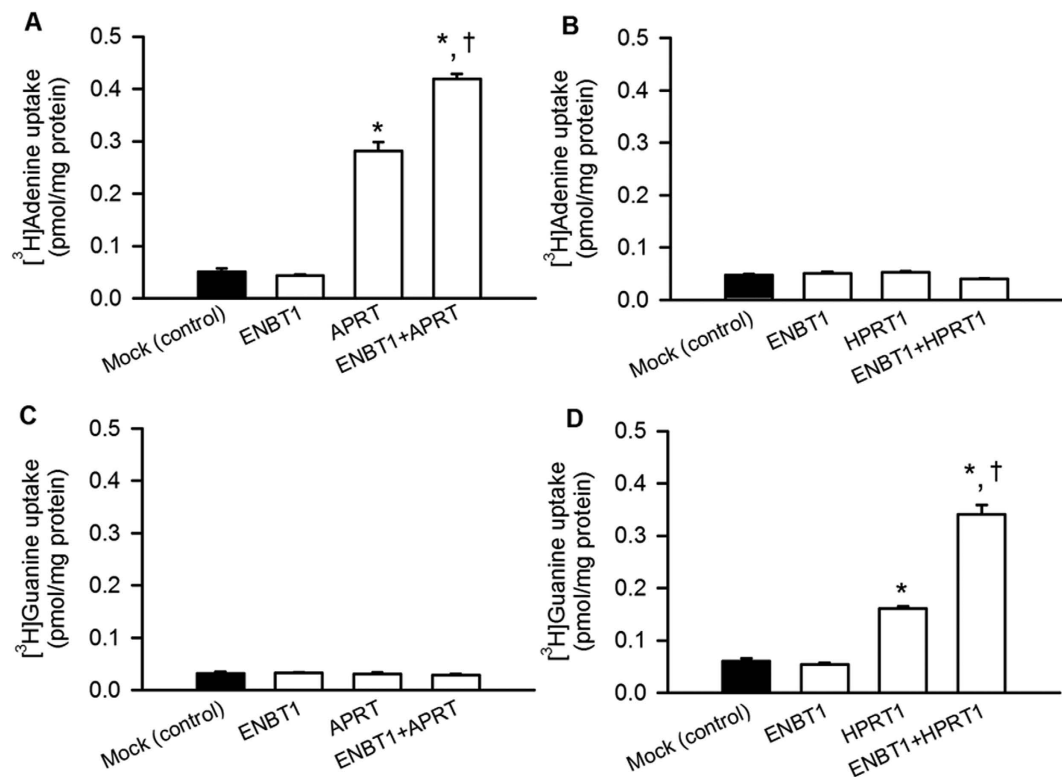 A
[³H]Adenine uptake
(pmol/mg protein)
0.5
0.4
0.3
0.2
0.1
0.0
*
*, †
Mock (control)
ENBT1
APRT
ENBT1+APRT
B
[³H]Adenine uptake
(pmol/mg protein)
0.5
0.4
0.3
0.2
0.1
0.0
Mock (control)
ENBT1
HPRT1
ENBT1+HPRT1
C
[³H]Guanine uptake
(pmol/mg protein)
0.5
0.4
0.3
0.2
0.1
0.0
Mock (control)
ENBT1
APRT
ENBT1+APRT
D
[³H]Guanine uptake
(pmol/mg protein)
0.5
0.4
0.3
0.2
0.1
0.0
*
*, †
Mock (control)
ENBT1
HPRT1
ENBT1+HPRT1